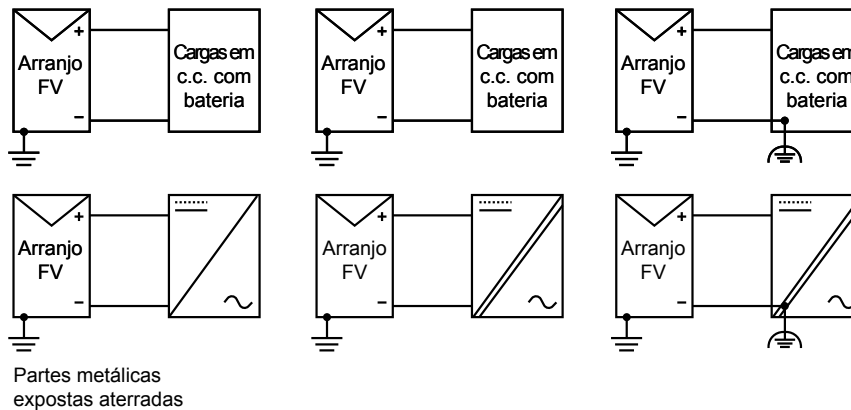 + + +
Arranjo
FV
Cargas em
c.c. com
bateria
Arranjo
FV
Cargas em
c.c. com
bateria
Arranjo
FV
Cargas em
c.c. com
bateria
− − −
+ + +
Arranjo
FV
Arranjo
FV
Arranjo
FV
− − −
Partes metálicas
expostas aterradas